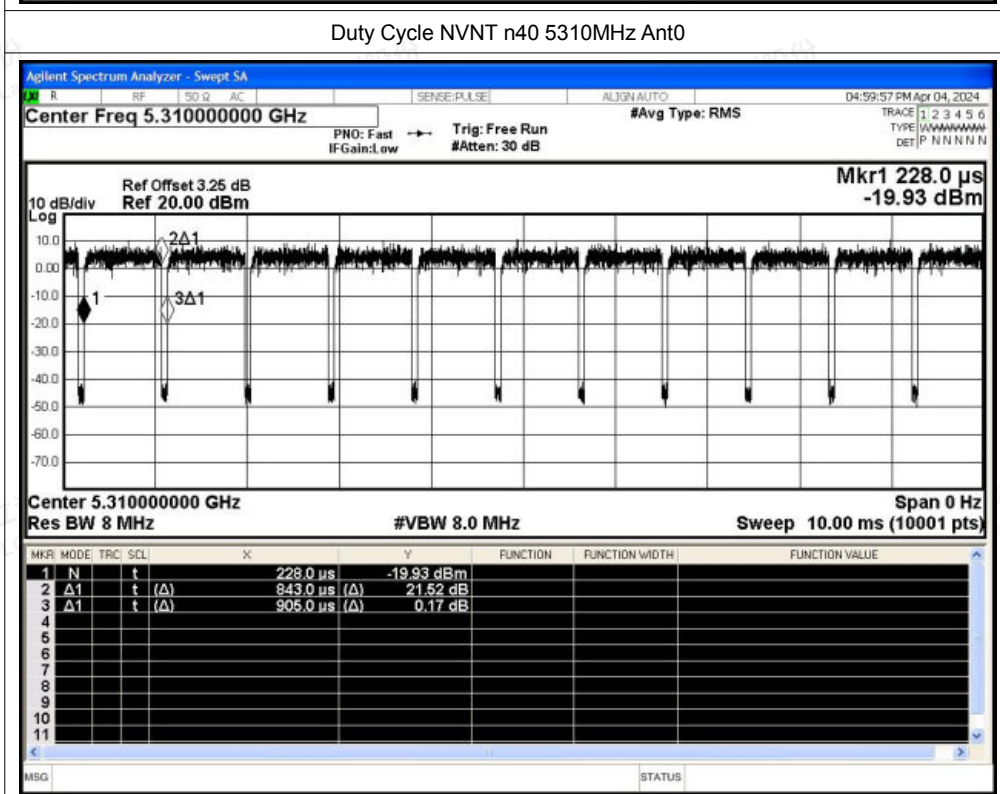 Duty Cycle NVNT n40 5310MHz Ant0
Agilent Spectrum Analyzer - Swept SA
R RF 50 Ω AC SENSE:PULSE ALIGN AUTO 04:59:57 PM Apr 04, 2024
Center Freq 5.310000000 GHz #Avg Type: RMS TRACE 1 2 3 4 5 6
PNO: Fast Trig: Free Run TYPE
IFGain:Low #Atten: 30 dB DET P N N N N N
Mkr1 228.0 µs
Ref Offset 3.25 dB
10 dB/div Ref 20.00 dBm -19.93 dBm
Log
10.0
2Δ1
0.00
-10.0
1 3Δ1
-20.0
-30.0
-40.0
-50.0
-60.0
-70.0
Center 5.310000000 GHz Span 0 Hz
Res BW 8 MHz #VBW 8.0 MHz Sweep 10.00 ms (10001 pts)
MKR MODE TRC SCL X Y FUNCTION FUNCTION WIDTH FUNCTION VALUE
1 N t 228.0 µs -19.93 dBm
2 Δ1 t (Δ) 843.0 µs (Δ) 21.52 dB
3 Δ1 t (Δ) 905.0 µs (Δ) 0.17 dB
4
5
6
7
8
9
10
11
MSG STATUS